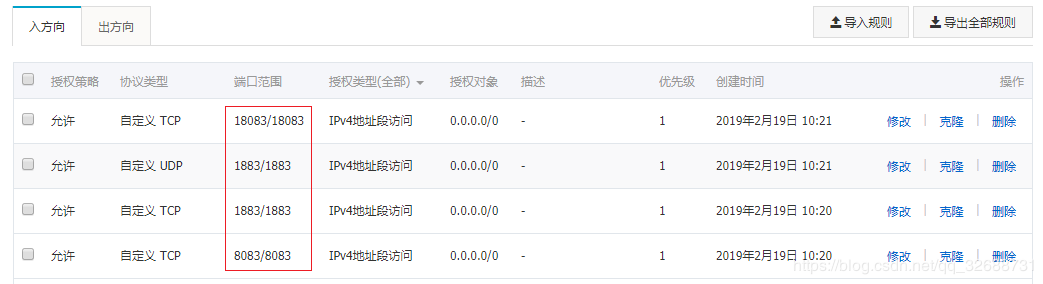 入方向 出方向 导入规则 导出全部规则
授权策略 协议类型 端口范围 授权类型(全部) 授权对象 描述 优先级 创建时间 操作
允许 自定义 TCP 18083/18083 IPv4地址段访问 0.0.0.0/0 - 1 2019年2月19日 10:21 修改 | 克隆 | 删除
允许 自定义 UDP 1883/1883 IPv4地址段访问 0.0.0.0/0 - 1 2019年2月19日 10:21 修改 | 克隆 | 删除
允许 自定义 TCP 1883/1883 IPv4地址段访问 0.0.0.0/0 - 1 2019年2月19日 10:20 修改 | 克隆 | 删除
允许 自定义 TCP 8083/8083 IPv4地址段访问 0.0.0.0/0 - 1 2019年2月19日 10:20 修改 | 克隆 | 删除
https://blog.csdn.net/qq_32668731